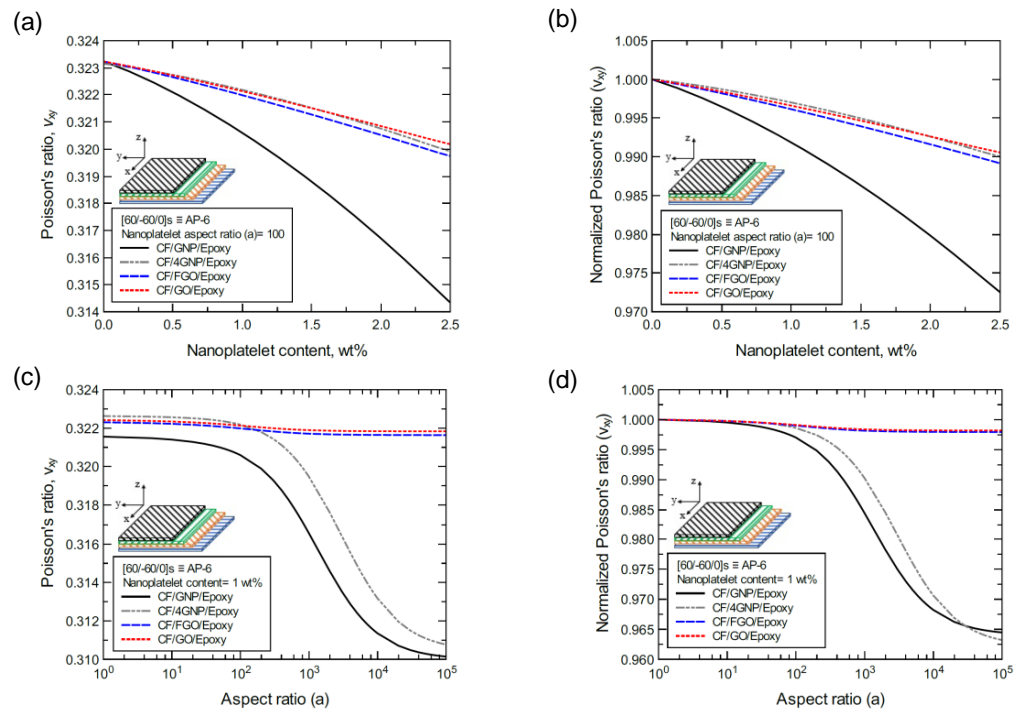 (a)
0.324
0.323
0.322
0.321
0.320
0.319
0.318
0.317
0.316
0.315
0.314
Poisson's ratio, νxy
z
y
x
[60/-60/0]s ≡ AP-6
Nanoplatelet aspect ratio (a)= 100
CF/GNP/Epoxy
CF/4GNP/Epoxy
CF/FGO/Epoxy
CF/GO/Epoxy
0.0 0.5 1.0 1.5 2.0 2.5
Nanoplatelet content, wt%
(b)
1.005
1.000
0.995
0.990
0.985
0.980
0.975
0.970
Normalized Poisson's ratio (νxy)
z
y
x
[60/-60/0]s ≡ AP-6
Nanoplatelet aspect ratio (a)= 100
CF/GNP/Epoxy
CF/4GNP/Epoxy
CF/FGO/Epoxy
CF/GO/Epoxy
0.0 0.5 1.0 1.5 2.0 2.5
Nanoplatelet content, wt%
(c)
0.324
0.322
0.320
0.318
0.316
0.314
0.312
0.310
Poisson's ratio, νxy
z
y
x
[60/-60/0]s ≡ AP-6
Nanoplatelet content= 1 wt%
CF/GNP/Epoxy
CF/4GNP/Epoxy
CF/FGO/Epoxy
CF/GO/Epoxy
10⁰ 10¹ 10² 10³ 10⁴ 10⁵
Aspect ratio (a)
(d)
1.005
1.000
0.995
0.990
0.985
0.980
0.975
0.970
0.965
0.960
Normalized Poisson's ratio (νxy)
z
y
x
[60/-60/0]s ≡ AP-6
Nanoplatelet content= 1 wt%
CF/GNP/Epoxy
CF/4GNP/Epoxy
CF/FGO/Epoxy
CF/GO/Epoxy
10⁰ 10¹ 10² 10³ 10⁴ 10⁵
Aspect ratio (a)